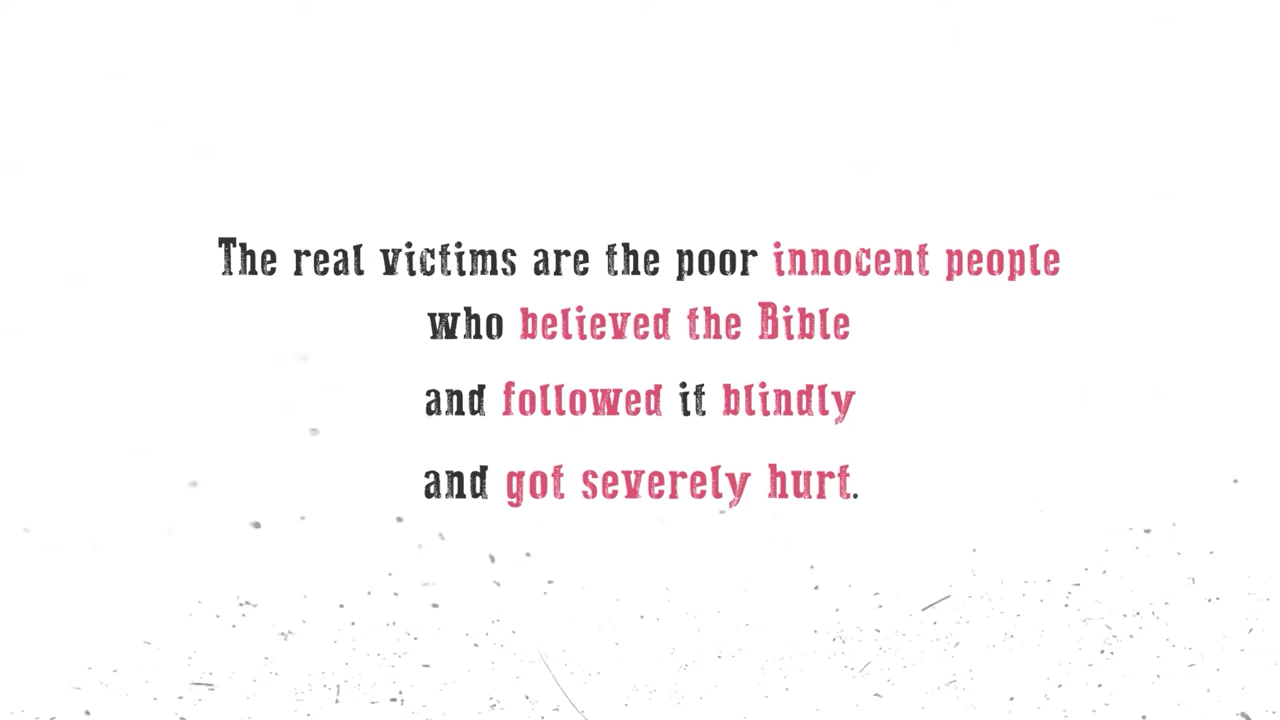 The real victims are the poor innocent people
who believed the Bible
and followed it blindly
and got severely hurt.